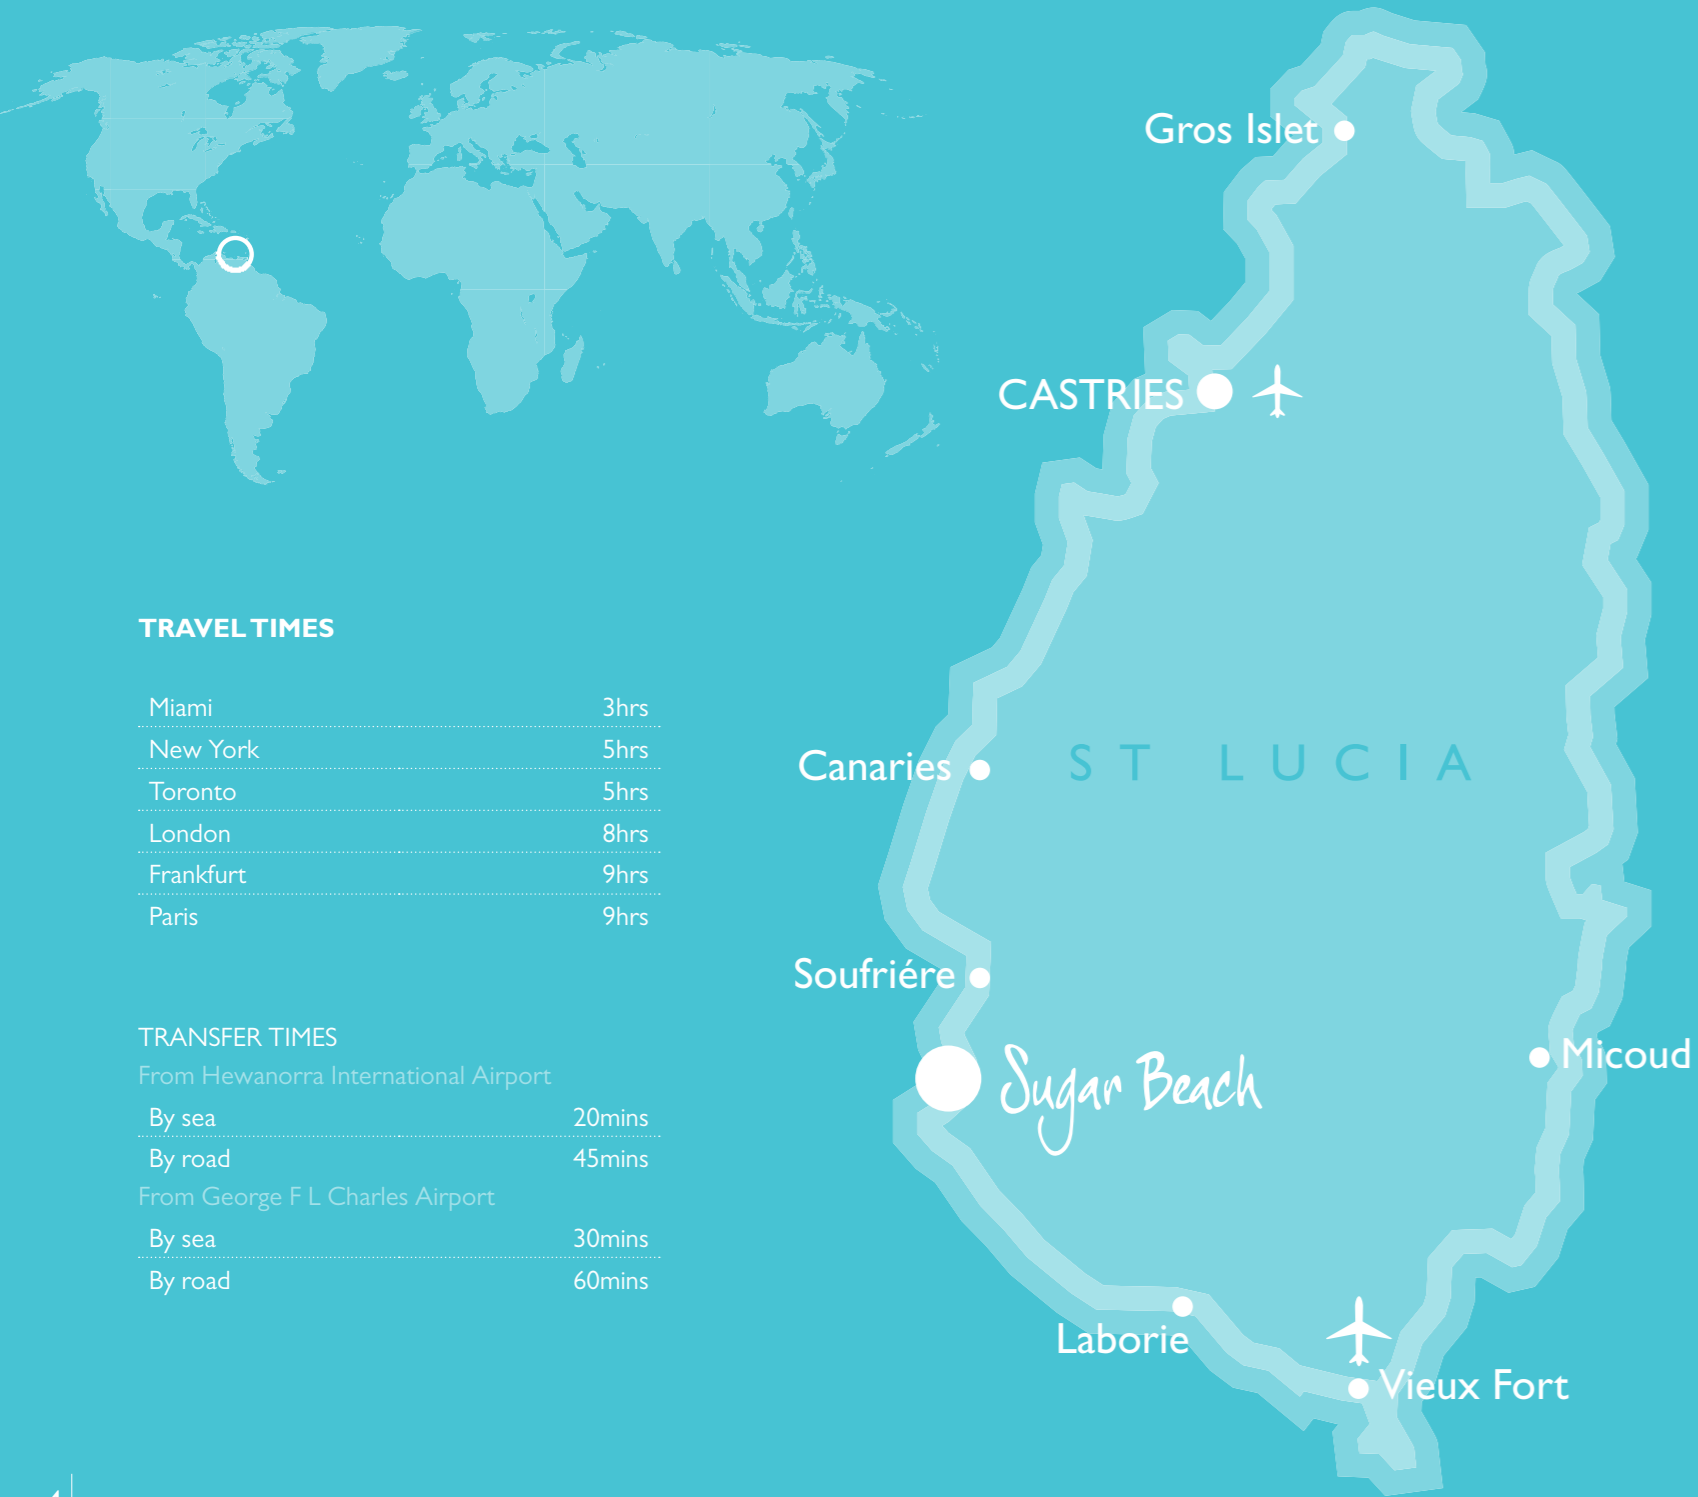 Gros Islet
CASTRIES
TRAVEL TIMES
Miami 3hrs
New York 5hrs
Toronto 5hrs
London 8hrs
Frankfurt 9hrs
Paris 9hrs
TRANSFER TIMES
From Hewanorra International Airport
By sea 20mins
By road 45mins
From George F L Charles Airport
By sea 30mins
By road 60mins
Canaries
ST LUCIA
Soufriére
Sugar Beach
Micoud
Laborie
Vieux Fort